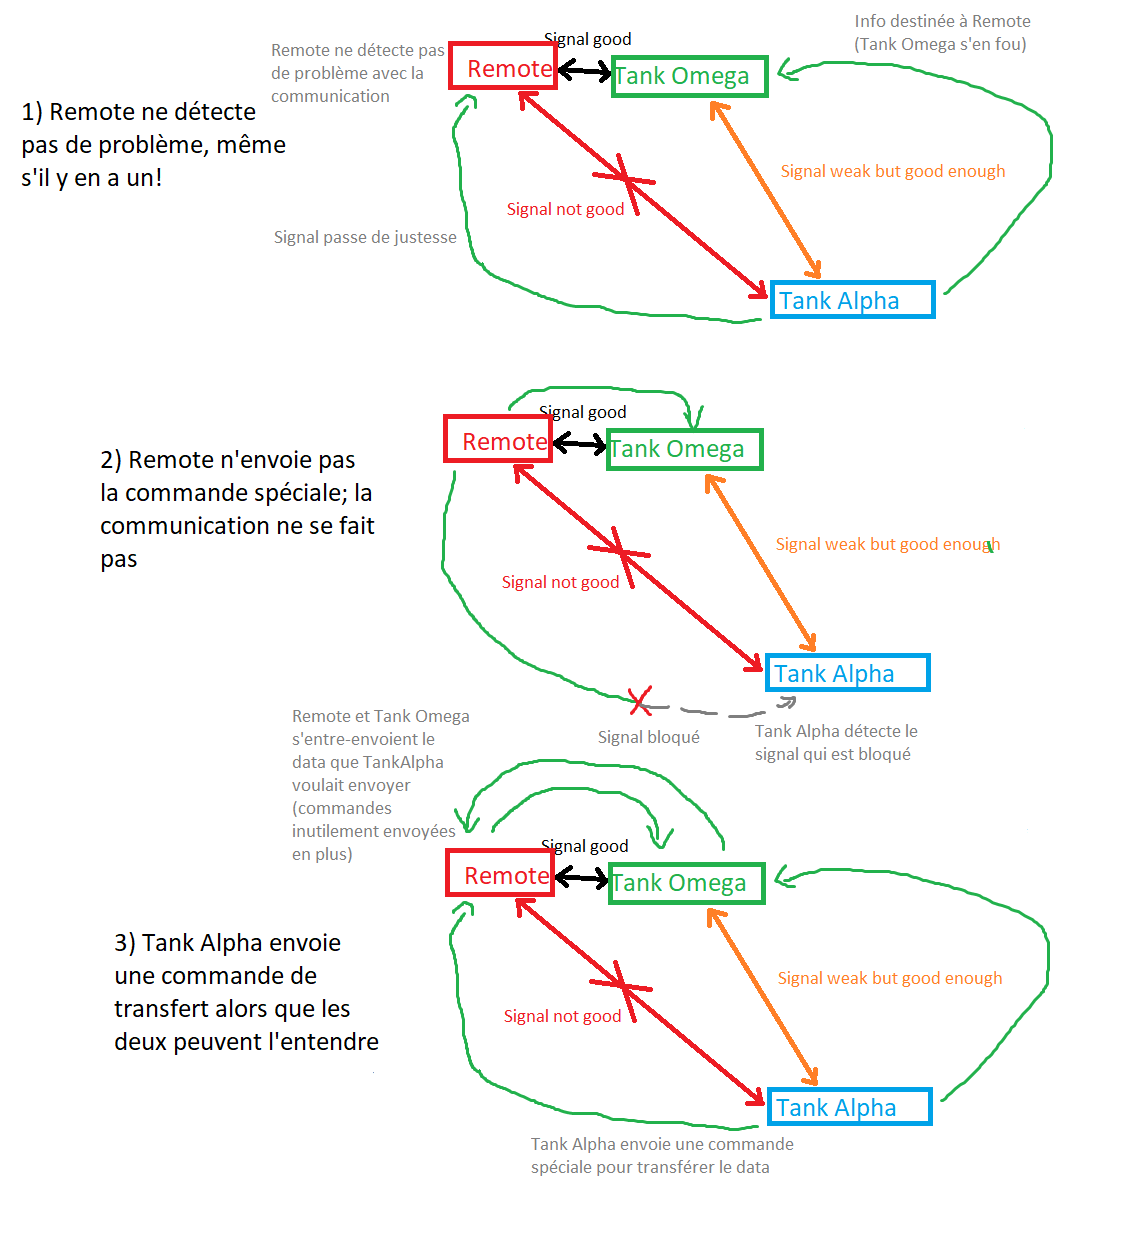 Info destinée à Remote
(Tank Omega s'en fou)
Signal good
Remote ne détecte pas
de problème avec la
communication
Remote
Tank Omega
1) Remote ne détecte
pas de problème, même
s'il y en a un!
Signal weak but good enough
Signal not good
Signal passe de justesse
Tank Alpha
Signal good
Remote
Tank Omega
2) Remote n'envoie pas
la commande spéciale; la
communication ne se fait
pas
Signal weak but good enough
Signal not good
Tank Alpha
Signal bloqué
Tank Alpha détecte le
signal qui est bloqué
Remote et Tank Omega
s'entre-envoient le
data que TankAlpha
voulait envoyer
(commandes
inutilement envoyées
en plus)
Signal good
Remote
Tank Omega
3) Tank Alpha envoie
une commande de
transfert alors que les
deux peuvent l'entendre
Signal weak but good enough
Signal not good
Tank Alpha
Tank Alpha envoie une commande
spéciale pour transférer le data